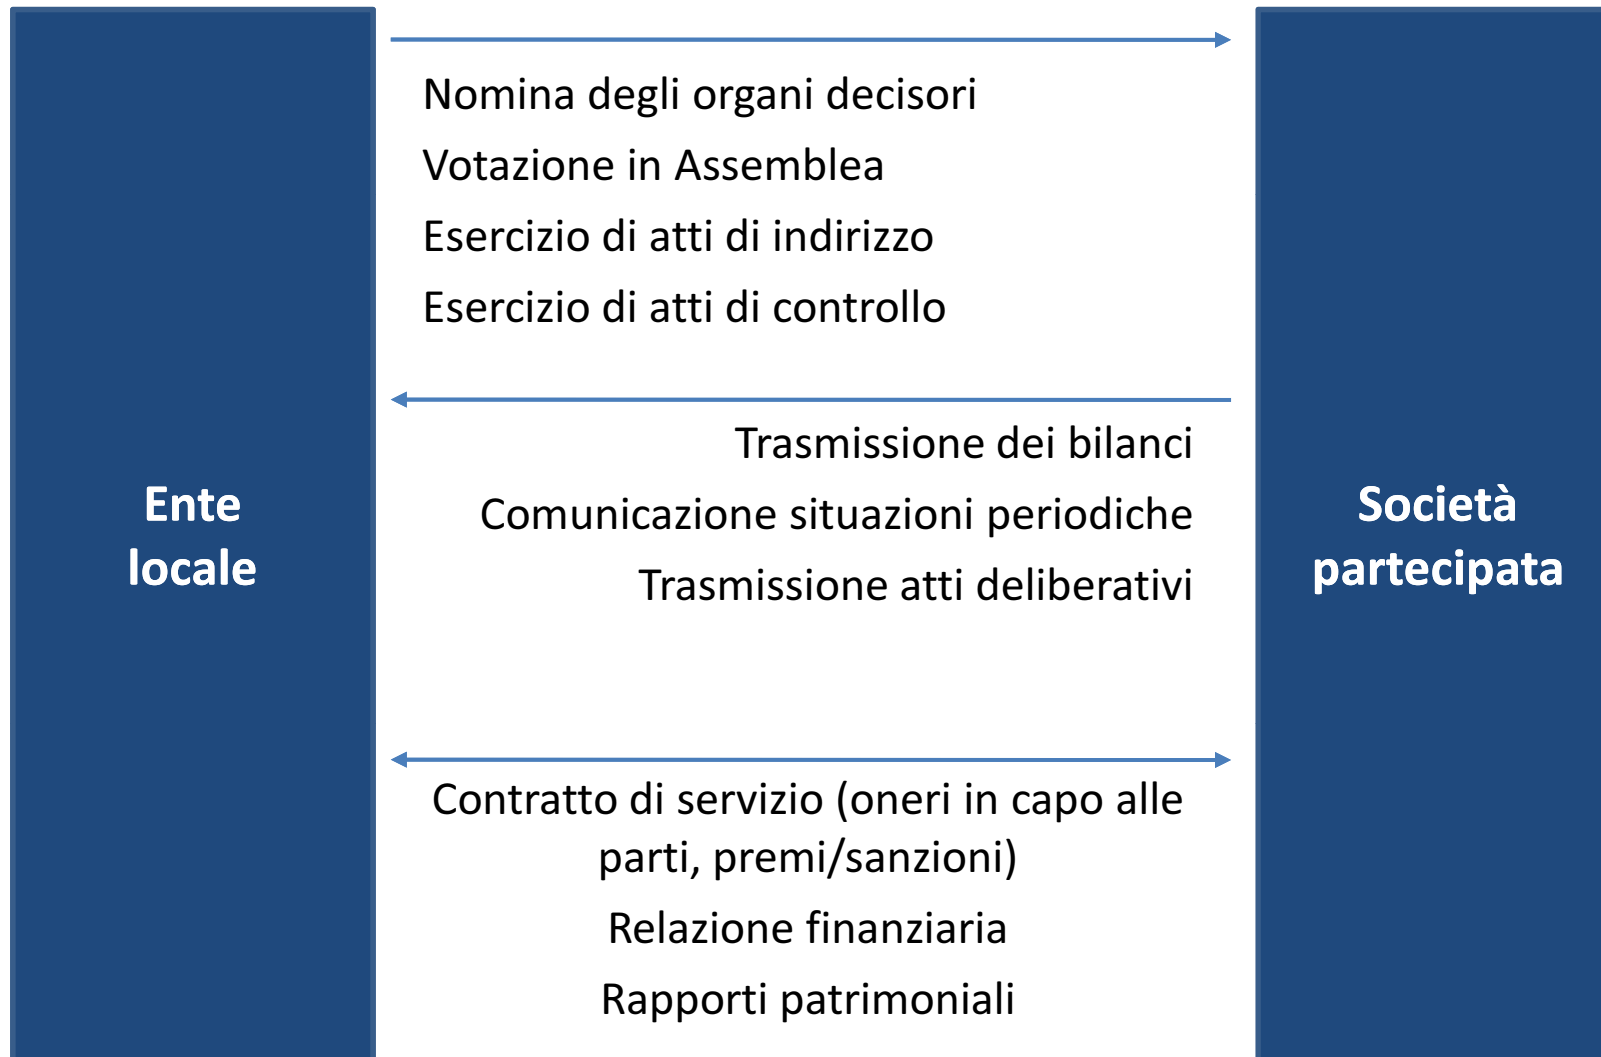 Nomina degli organi decisori
Votazione in Assemblea
Esercizio di atti di indirizzo
Esercizio di atti di controllo
Trasmissione dei bilanci
Comunicazione situazioni periodiche
Trasmissione atti deliberativi
Ente
locale
Società
partecipata
Contratto di servizio (oneri in capo alle
parti, premi/sanzioni)
Relazione finanziaria
Rapporti patrimoniali